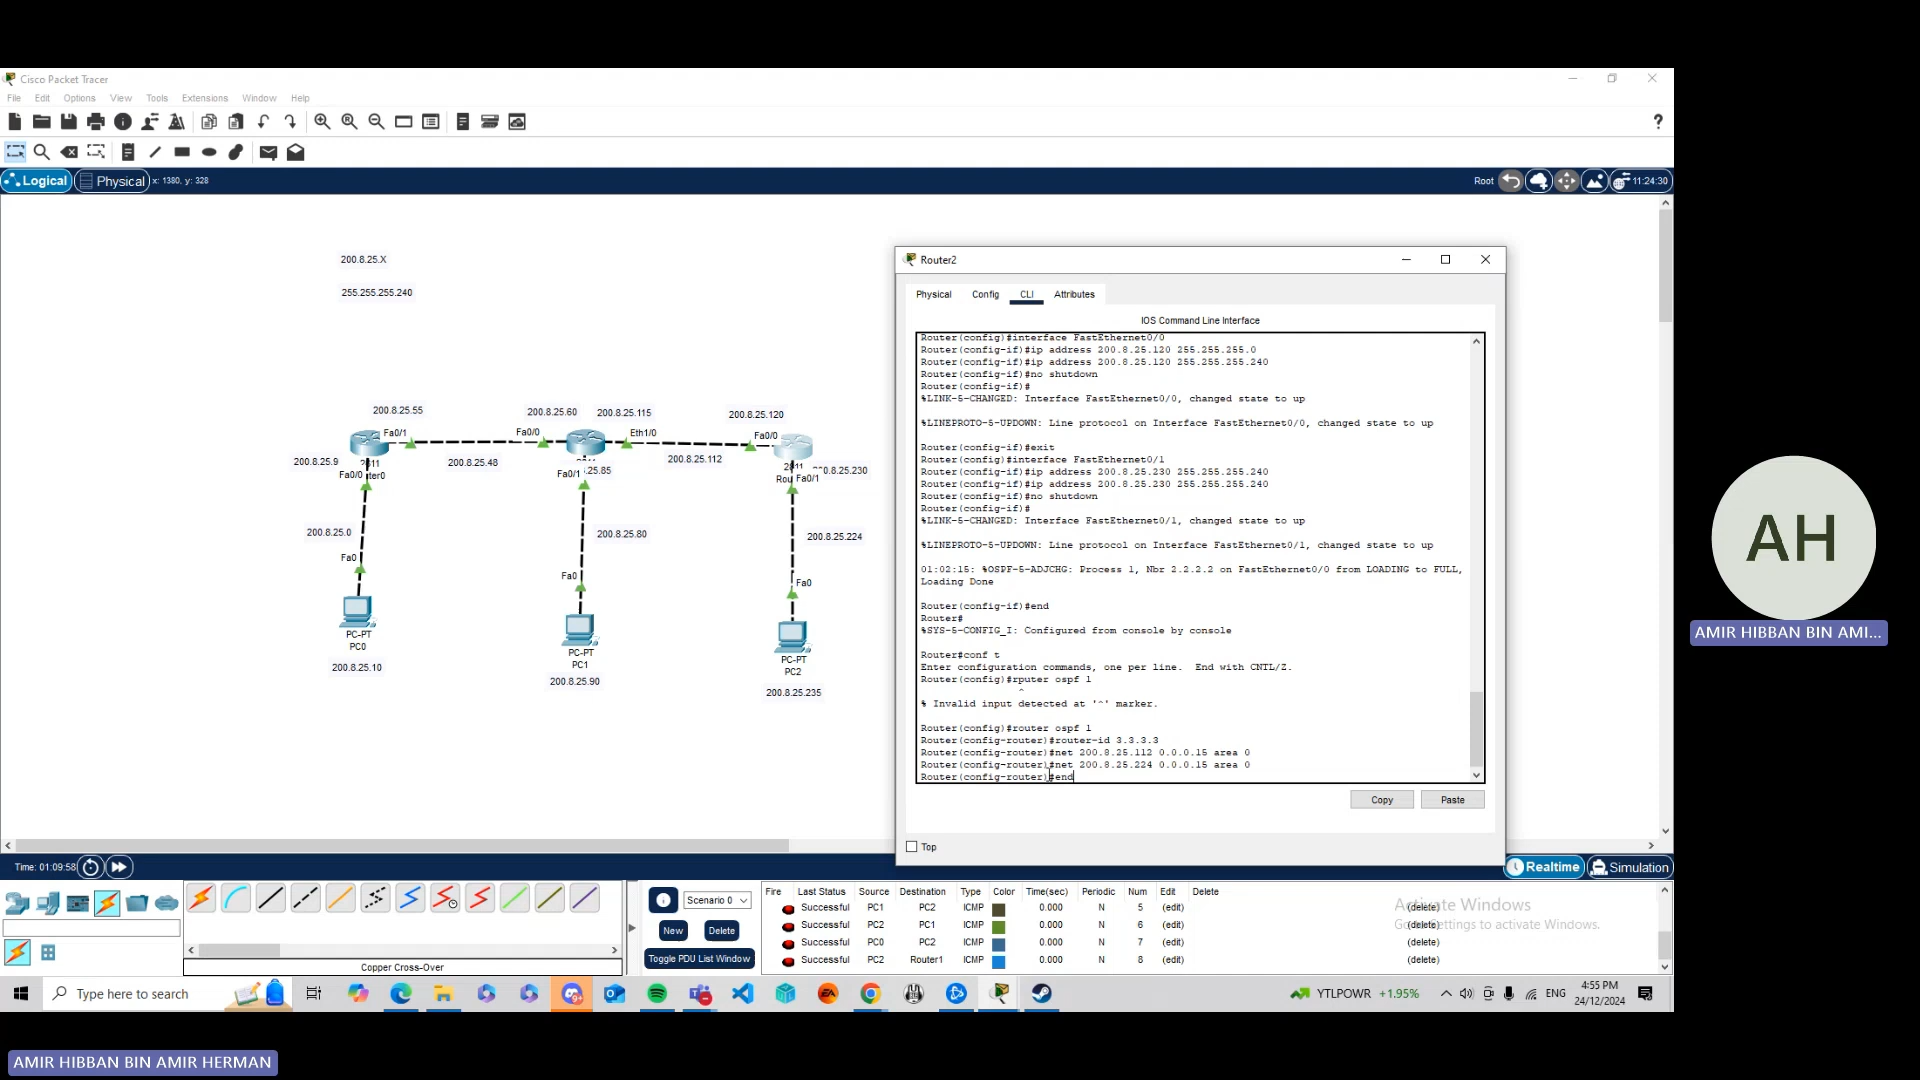 Cisco Packet Tracer
File Edit Options View Tools Extensions Window Help
?
Logical Physical x: 1380, y: 328 Root 11:24:30
200.8.25.X
255.255.255.240
200.8.25.55
200.8.25.60
200.8.25.115
200.8.25.120
Fa0/1
Fa0/0
Eth1/0
Fa0/0
200.8.25.9
200.8.25.48
200.8.25.112
Fa0/0
Fa0/1
Fa0/1
200.8.25.0
200.8.25.80
200.8.25.224
Fa0
Fa0
Fa0
PC-PT
PC0
200.8.25.10
PC-PT
PC1
200.8.25.90
PC-PT
PC2
200.8.25.235
Router2
Physical Config CLI Attributes
IOS Command Line Interface
Router(config)#interface FastEthernet0/0
Router(config-if)#ip address 200.8.25.120 255.255.255.0
Router(config-if)#ip address 200.8.25.120 255.255.255.240
Router(config-if)#no shutdown
Router(config-if)#
%LINK-5-CHANGED: Interface FastEthernet0/0, changed state to up
%LINEPROTO-5-UPDOWN: Line protocol on Interface FastEthernet0/0, changed state to up
Router(config-if)#exit
Router(config)#interface FastEthernet0/1
Router(config-if)#ip address 200.8.25.230 255.255.255.240
Router(config-if)#ip address 200.8.25.230 255.255.255.240
Router(config-if)#no shutdown
Router(config-if)#
%LINK-5-CHANGED: Interface FastEthernet0/1, changed state to up
%LINEPROTO-5-UPDOWN: Line protocol on Interface FastEthernet0/1, changed state to up
01:02:15: %OSPF-5-ADJCHG: Process 1, Nbr 2.2.2.2 on FastEthernet0/0 from LOADING to FULL,
Loading Done
Router(config-if)#end
Router#
%SYS-5-CONFIG_I: Configured from console by console
Router#conf t
Enter configuration commands, one per line. End with CNTL/Z.
Router(config)#rputer ospf 1
^
% Invalid input detected at '^' marker.
Router(config)#router ospf 1
Router(config-router)#router-id 3.3.3.3
Router(config-router)#net 200.8.25.112 0.0.0.15 area 0
Router(config-router)#net 200.8.25.224 0.0.0.15 area 0
Router(config-router)#end
Copy Paste
Top
Time: 01:09:58 Realtime Simulation
Scenario 0
New Delete
Toggle PDU List Window
Copper Cross-Over
Fire Last Status Source Destination Type Color Time(sec) Periodic Num Edit Delete
Successful PC1 PC2 ICMP 0.000 N 5 (edit) (delete)
Successful PC2 PC1 ICMP 0.000 N 6 (edit) (delete)
Successful PC0 PC2 ICMP 0.000 N 7 (edit) (delete)
Successful PC2 Router1 ICMP 0.000 N 8 (edit) (delete)
Activate Windows
Type here to search
YTLPOWR +1.95% ENG 4:55 PM
24/12/2024
AH
AMIR HIBBAN BIN AMI...
AMIR HIBBAN BIN AMIR HERMAN